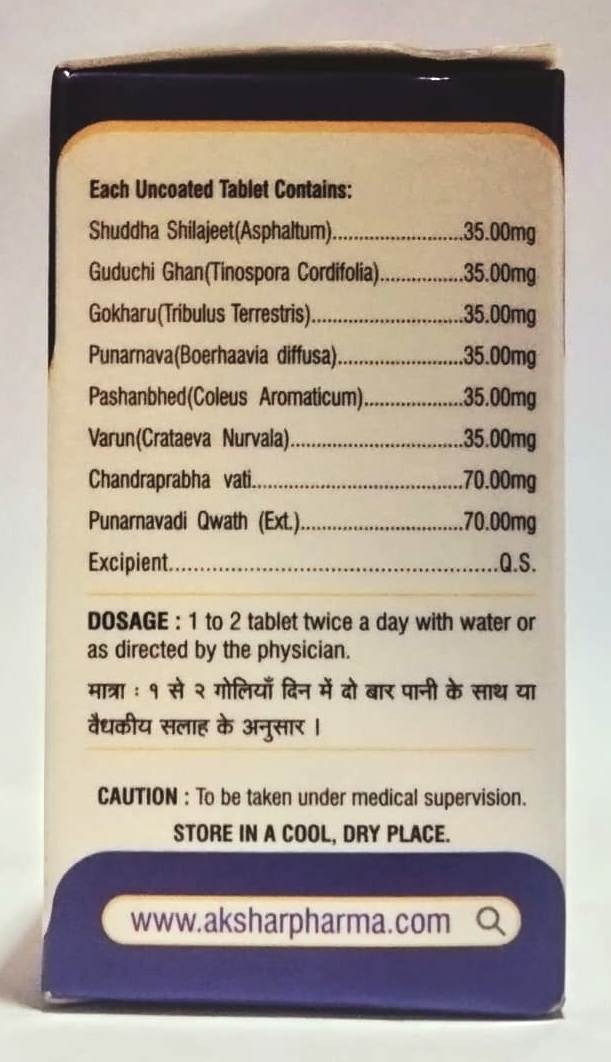 Each Uncoated Tablet Contains:
Shuddha Shilajeet(Asphaltum)........................35.00mg
Guduchi Ghan(Tinospora Cordifolia)...............35.00mg
Gokharu(Tribulus Terrestris)...........................35.00mg
Punarnava(Boerhaavia diffusa).......................35.00mg
Pashanbhed(Coleus Aromaticum)..................35.00mg
Varun(Crataeva Nurvala)...............................35.00mg
Chandraprabha vati......................................70.00mg
Punarnavadi Qwath (Ext.).............................70.00mg
Excipient.....................................................Q.S.
DOSAGE : 1 to 2 tablet twice a day with water or
as directed by the physician.
मात्रा : १ से २ गोलियाँ दिन में दो बार पानी के साथ या
वैधकीय सलाह के अनुसार ।
CAUTION : To be taken under medical supervision.
STORE IN A COOL, DRY PLACE.
www.aksharpharma.com